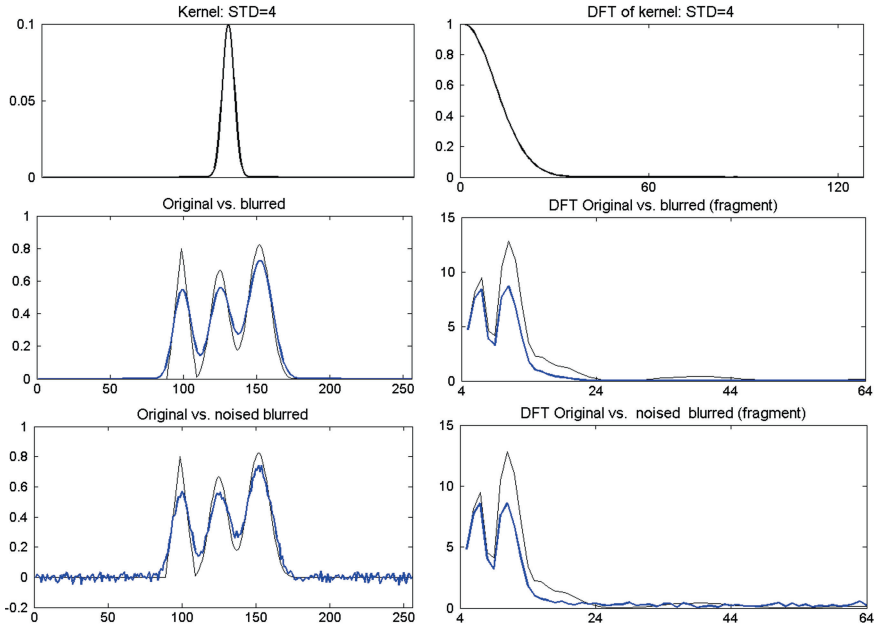 Kernel: STD=4
0.1
0.05
0
DFT of kernel: STD=4
1
0.8
0.6
0.4
0.2
0
0 60 120
Original vs. blurred
1
0.8
0.6
0.4
0.2
0
0 50 100 150 200 250
DFT Original vs. blurred (fragment)
15
10
5
0
4 24 44 64
Original vs. noised blurred
1
0.8
0.6
0.4
0.2
0
-0.2
0 50 100 150 200 250
DFT Original vs. noised blurred (fragment)
15
10
5
0
4 24 44 64